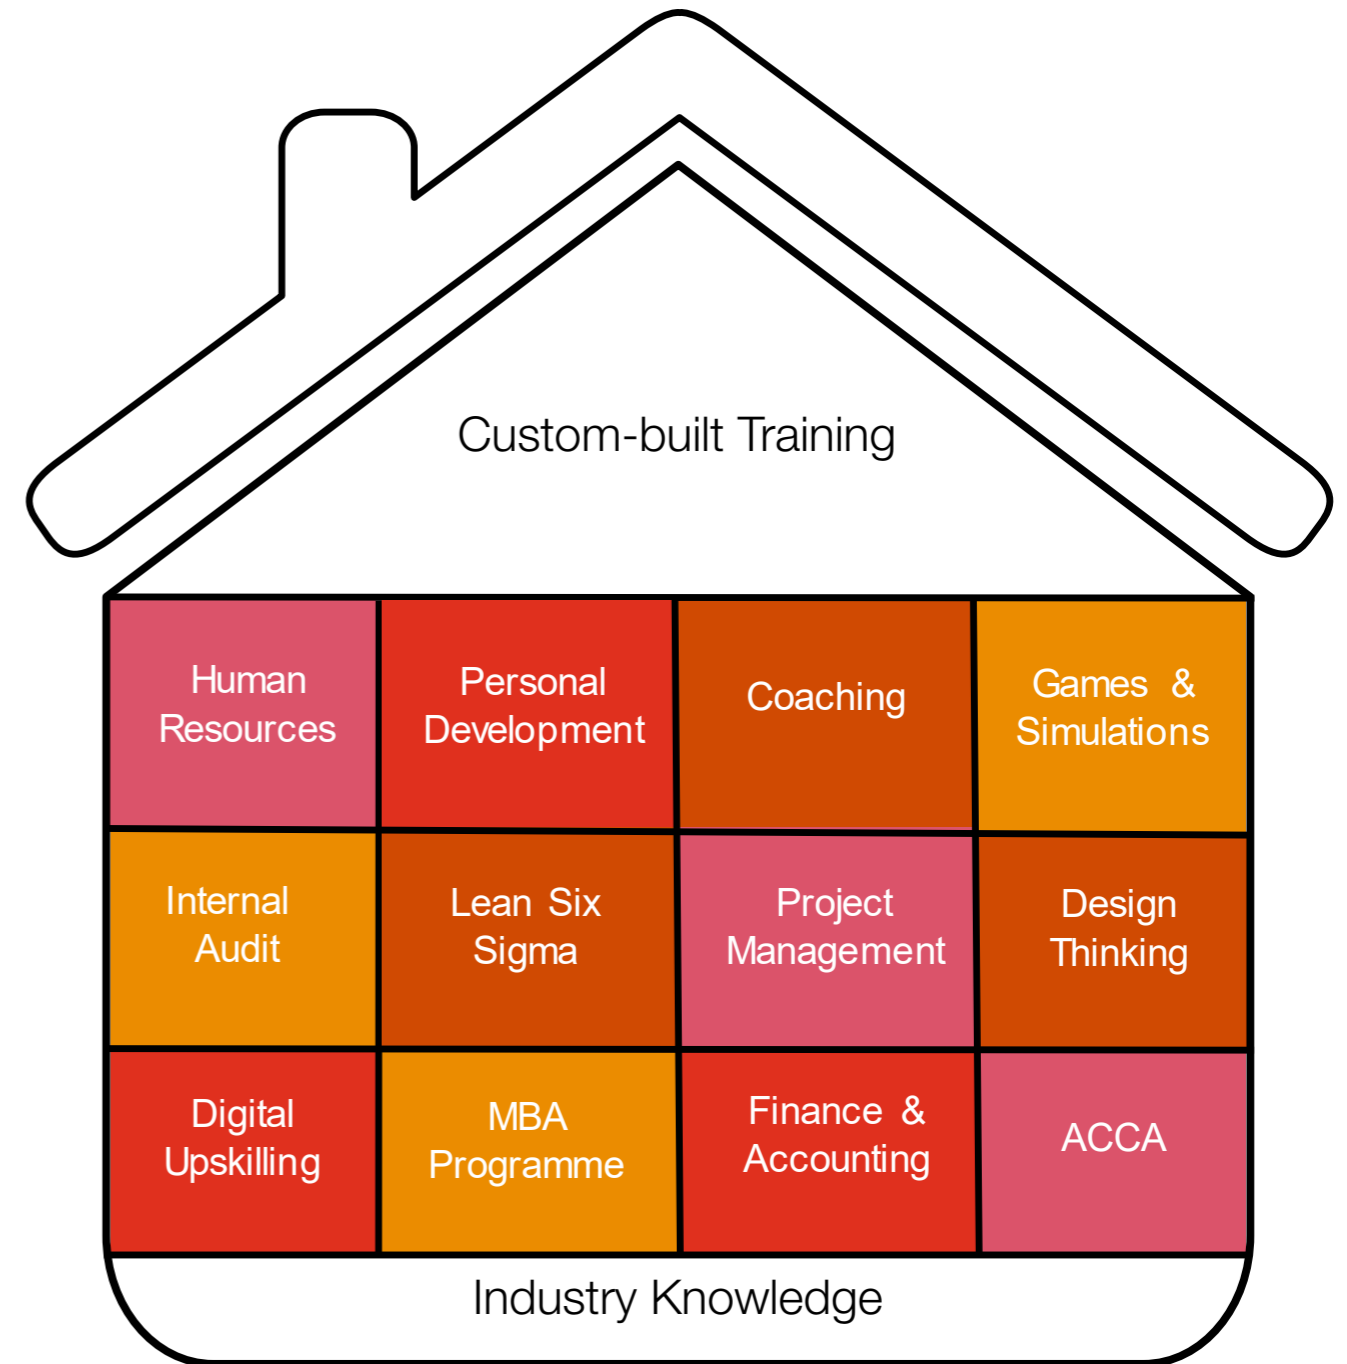 Custom-built Training
Human
Resources
Personal
Development
Coaching
Games &
Simulations
Internal
Audit
Lean Six
Sigma
Project
Management
Design
Thinking
Digital
Upskilling
MBA
Programme
Finance &
Accounting
ACCA
Industry Knowledge